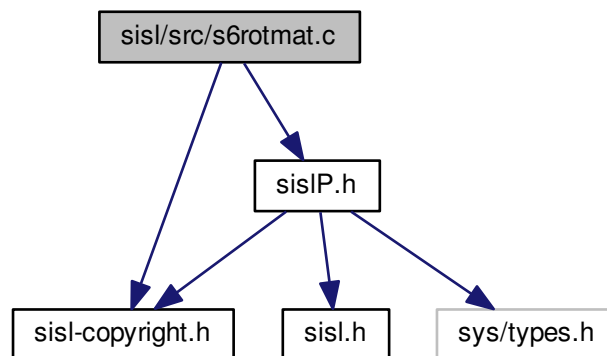 sisl/src/s6rotmat.c
sislP.h
sisl-copyright.h
sisl.h
sys/types.h